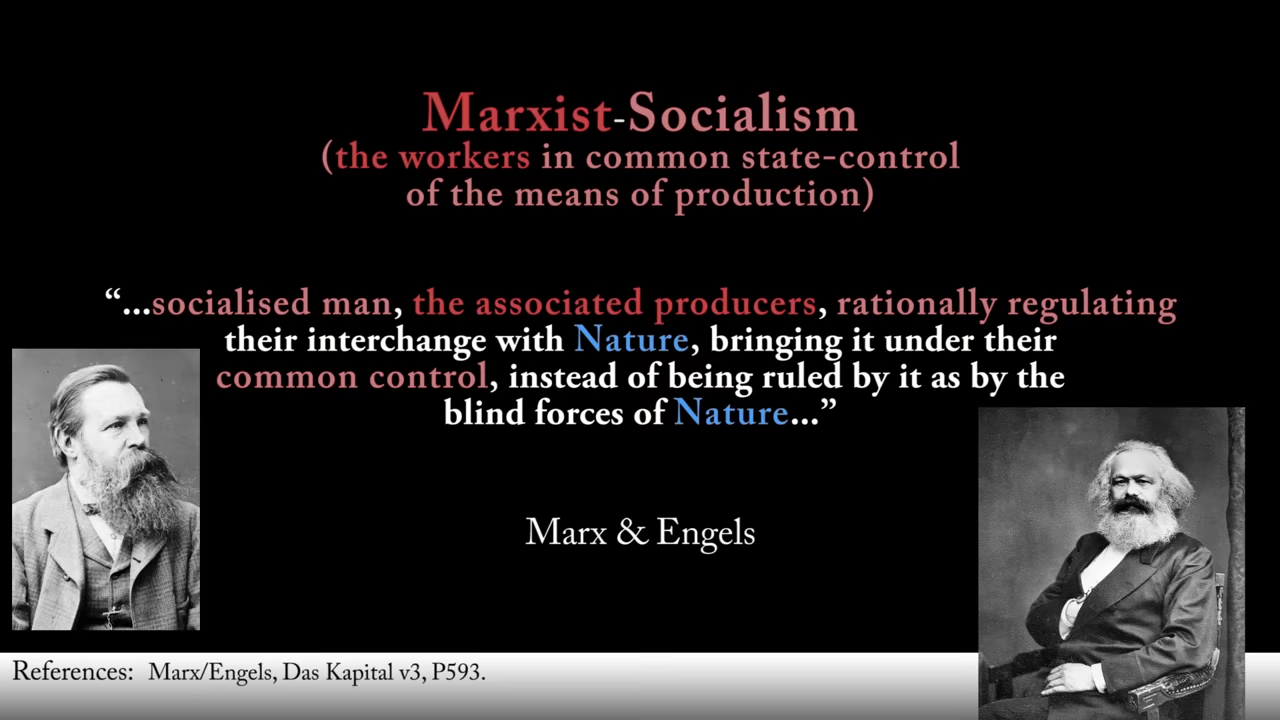 Marxist-Socialism
(the workers in common state-control
of the means of production)
“...socialised man, the associated producers, rationally regulating
their interchange with Nature, bringing it under their
common control, instead of being ruled by it as by the
blind forces of Nature...”
Marx & Engels
References: Marx/Engels, Das Kapital v3, P593.